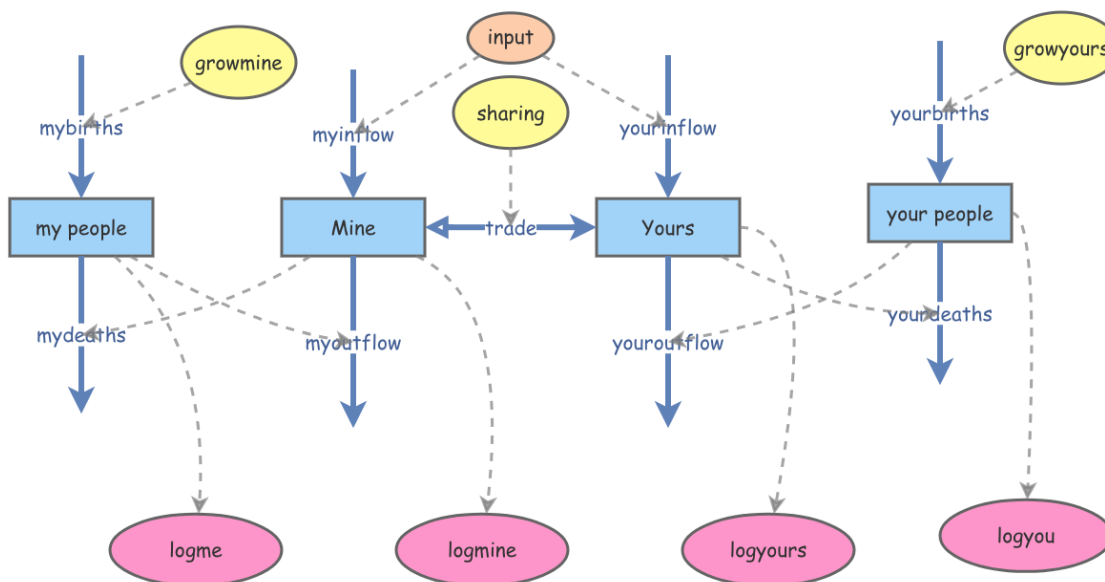 input
growmine
growyours
sharing
mybirths
myinflow
yourinflow
yourbirths
my people
Mine
trade
Yours
your people
mydeaths
myoutflow
youroutflow
yourdeaths
logme
logmine
logyours
logyou